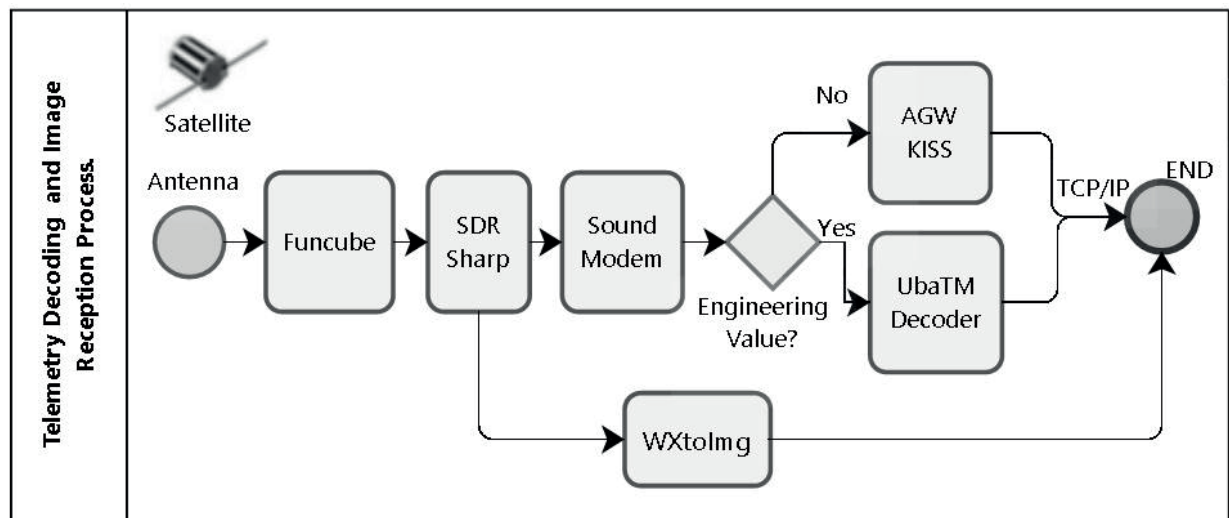 Telemetry Decoding and Image
Reception Process.
Satellite
Antenna
Funcube
SDR
Sharp
Sound
Modem
Engineering
Value?
No
Yes
AGW
KISS
UbaTM
Decoder
TCP/IP
END
WXtoImg